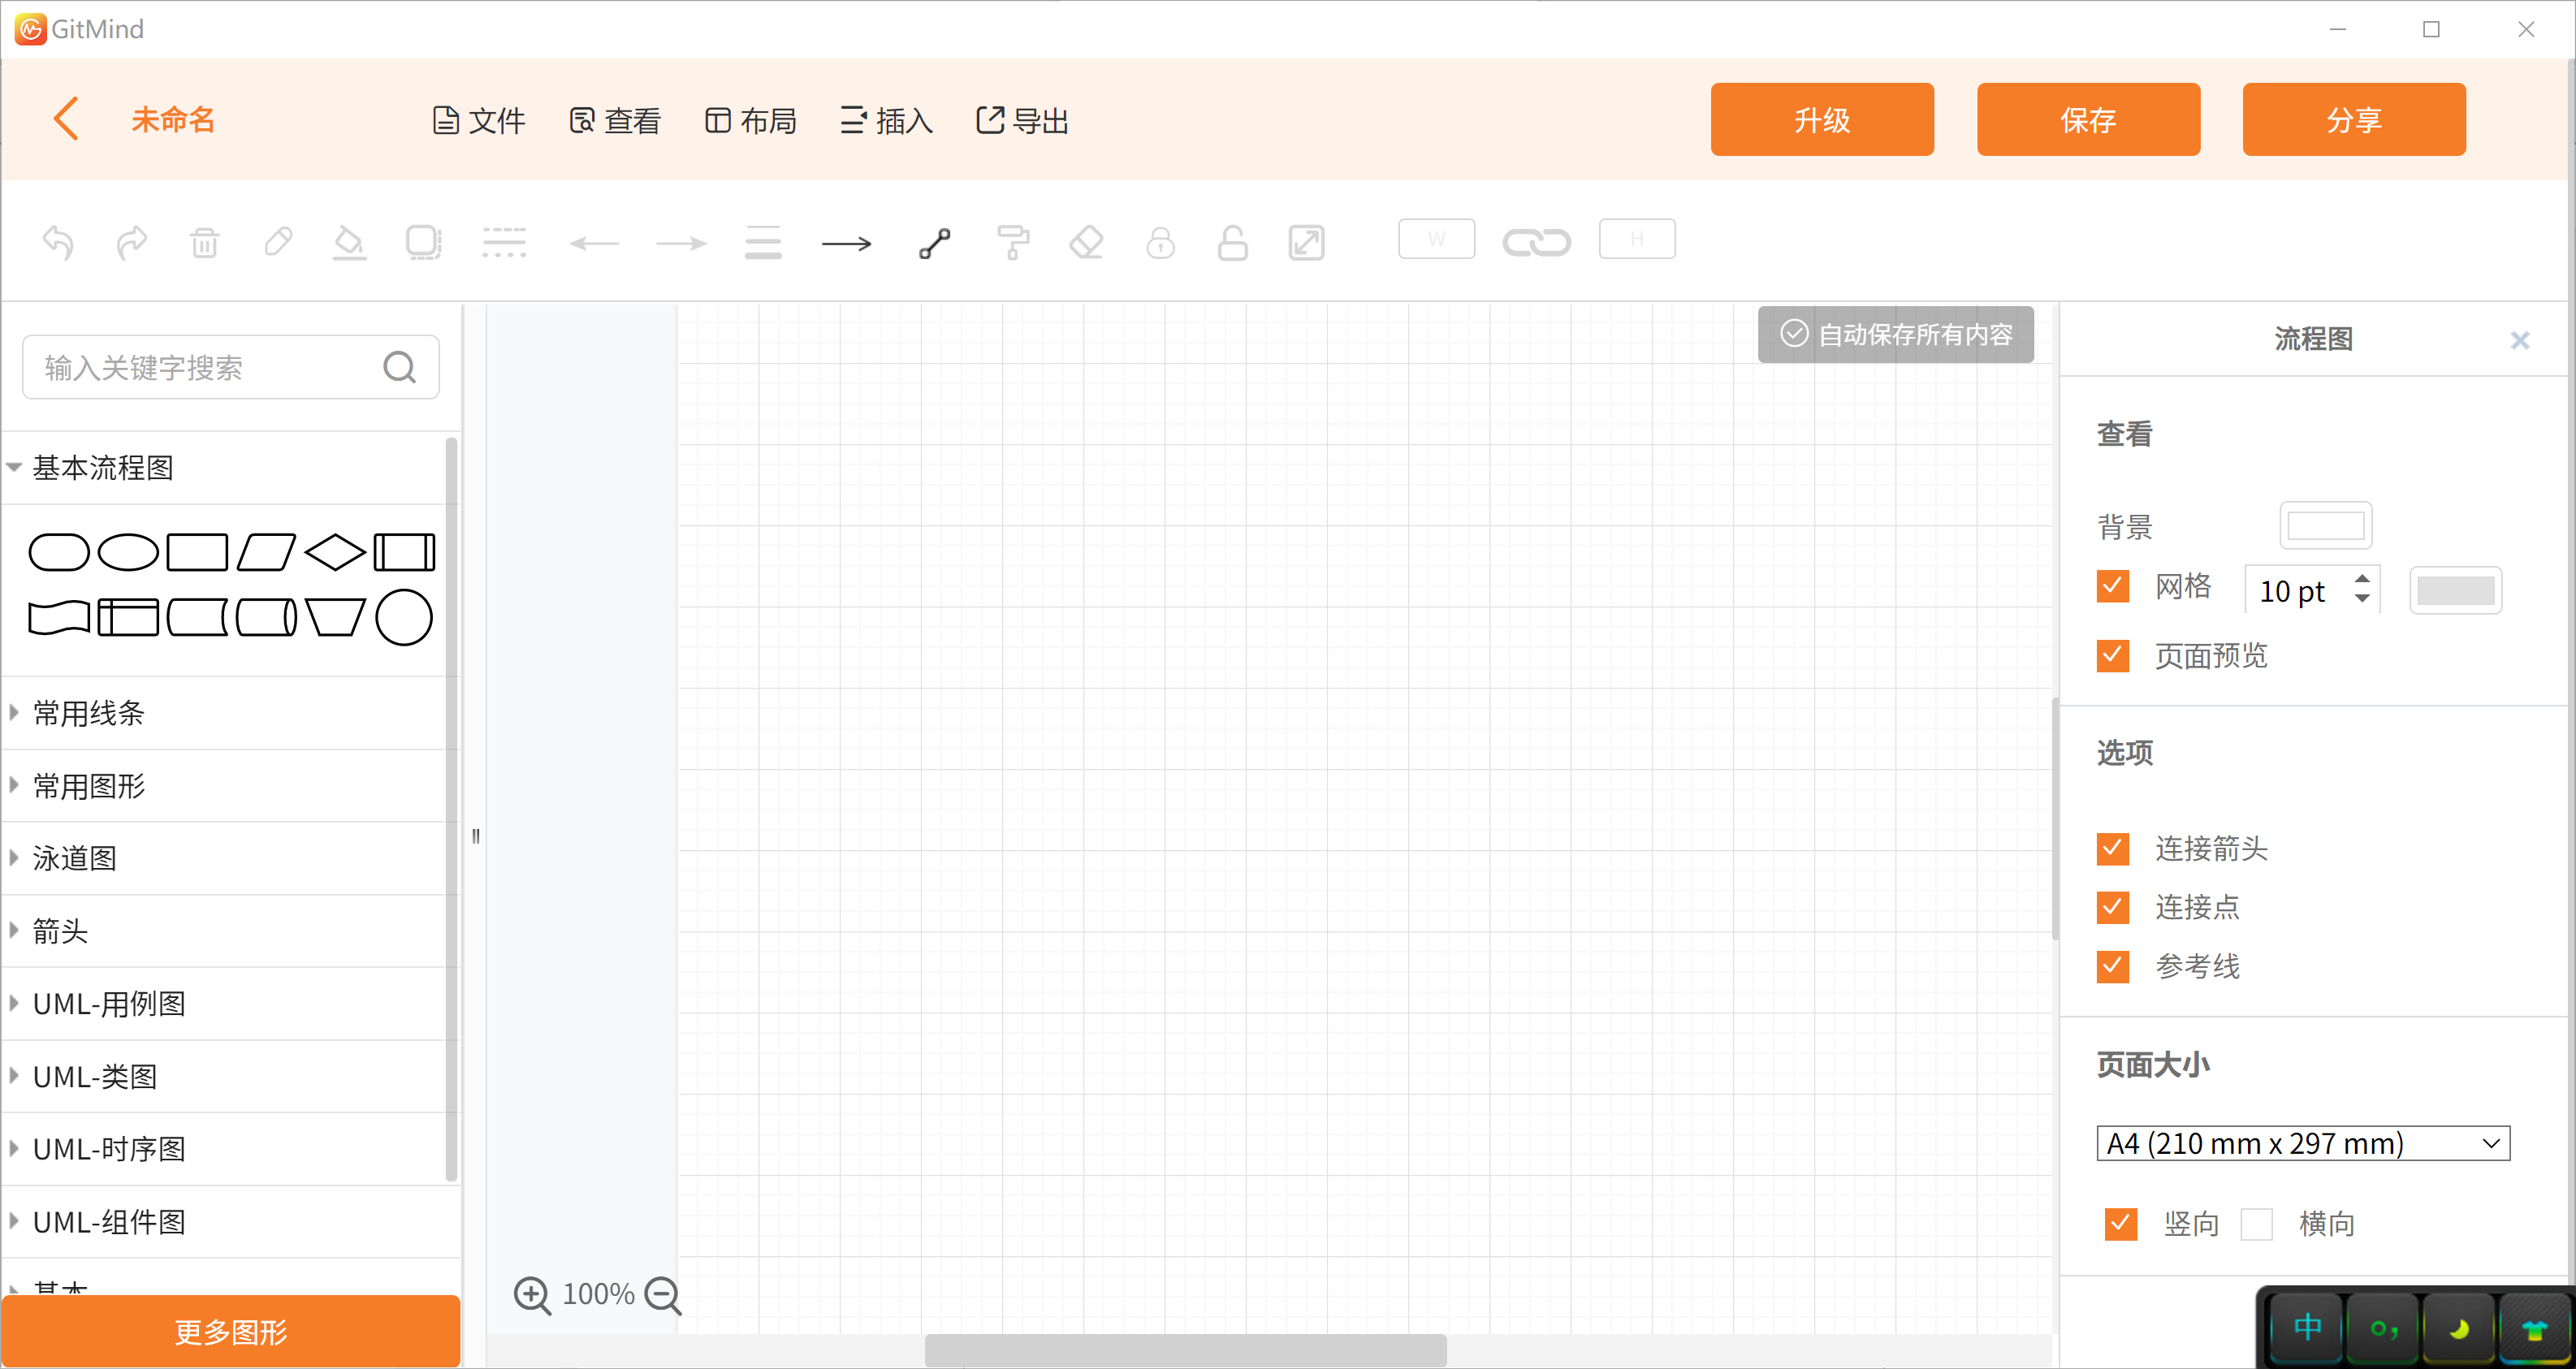 GitMind
未命名
文件 查看 布局 插入 导出
升级 保存 分享
W H
输入关键字搜索
自动保存所有内容
流程图
基本流程图
常用线条
常用图形
泳道图
箭头
UML-用例图
UML-类图
UML-时序图
UML-组件图
基本
更多图形
100%
查看
背景
网格 10 pt
页面预览
选项
连接箭头
连接点
参考线
页面大小
A4 (210 mm x 297 mm)
竖向 横向
中